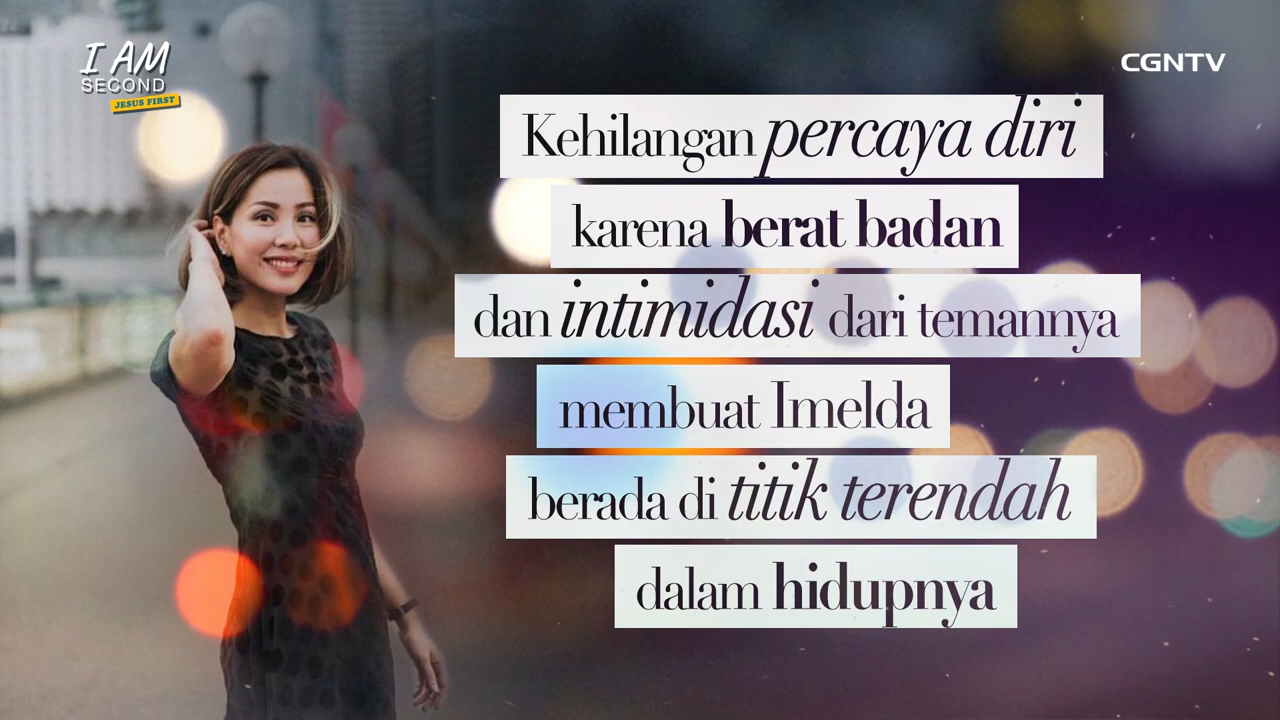 I AM
SECOND
JESUS FIRST
CGNTV
Kehilangan percaya diri
karena berat badan
dan intimidasi dari temannya
membuat Imelda
berada di titik terendah
dalam hidupnya